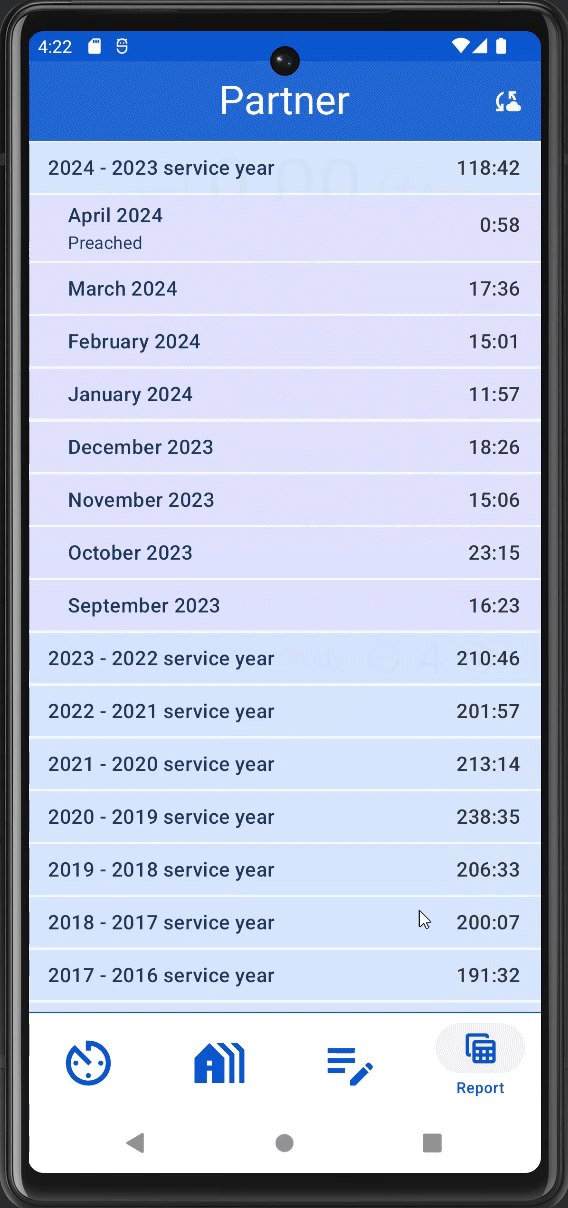 4:22
Partner
2024 - 2023 service year 118:42
April 2024 0:58
Preached
March 2024 17:36
February 2024 15:01
January 2024 11:57
December 2023 18:26
November 2023 15:06
October 2023 23:15
September 2023 16:23
2023 - 2022 service year 210:46
2022 - 2021 service year 201:57
2021 - 2020 service year 213:14
2020 - 2019 service year 238:35
2019 - 2018 service year 206:33
2018 - 2017 service year 200:07
2017 - 2016 service year 191:32
Report